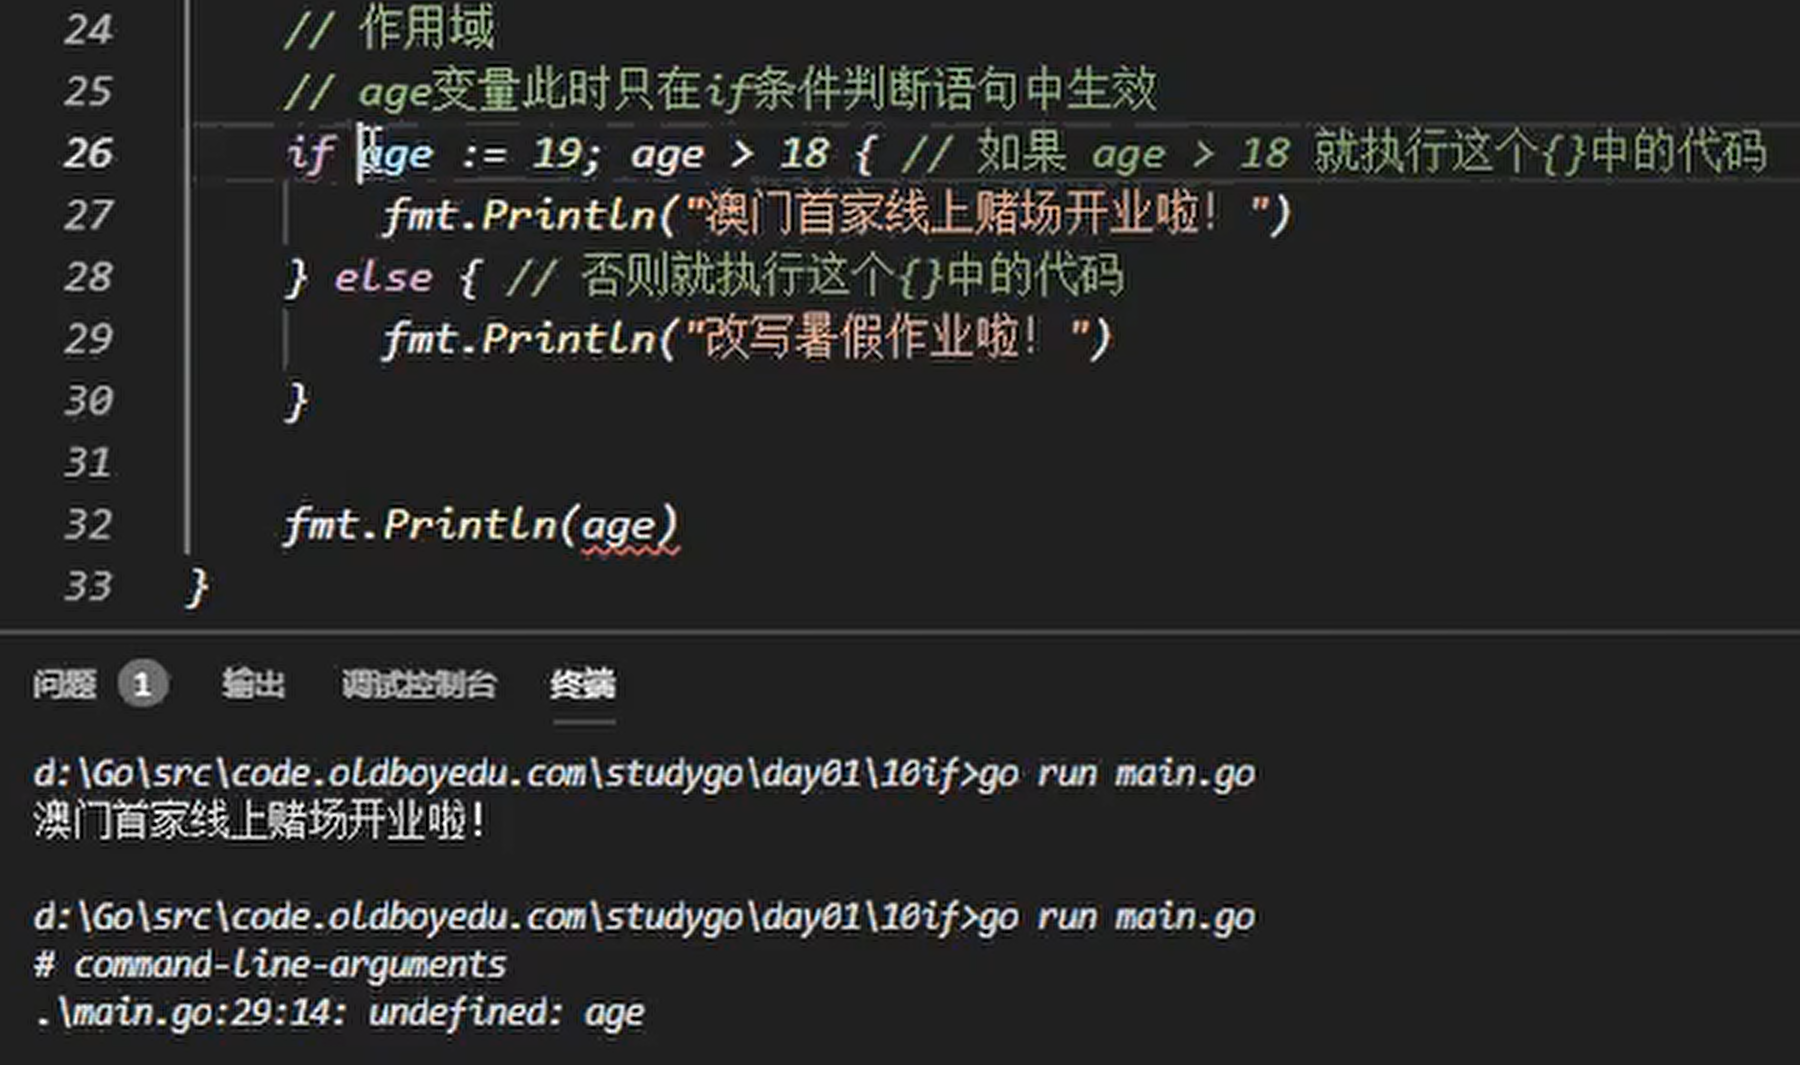 24 // 作用域
25 // age变量此时只在if条件判断语句中生效
26 if age := 19; age > 18 { // 如果 age > 18 就执行这个{}中的代码
27 fmt.Println("澳门首家线上赌场开业啦！")
28 } else { // 否则就执行这个{}中的代码
29 fmt.Println("改写暑假作业啦！")
30 }
31
32 fmt.Println(age)
33 }
问题 1 输出 调试控制台 终端
d:\Go\src\code.oldboyedu.com\studygo\day01\10if>go run main.go
澳门首家线上赌场开业啦!
d:\Go\src\code.oldboyedu.com\studygo\day01\10if>go run main.go
# command-line-arguments
.\main.go:29:14: undefined: age